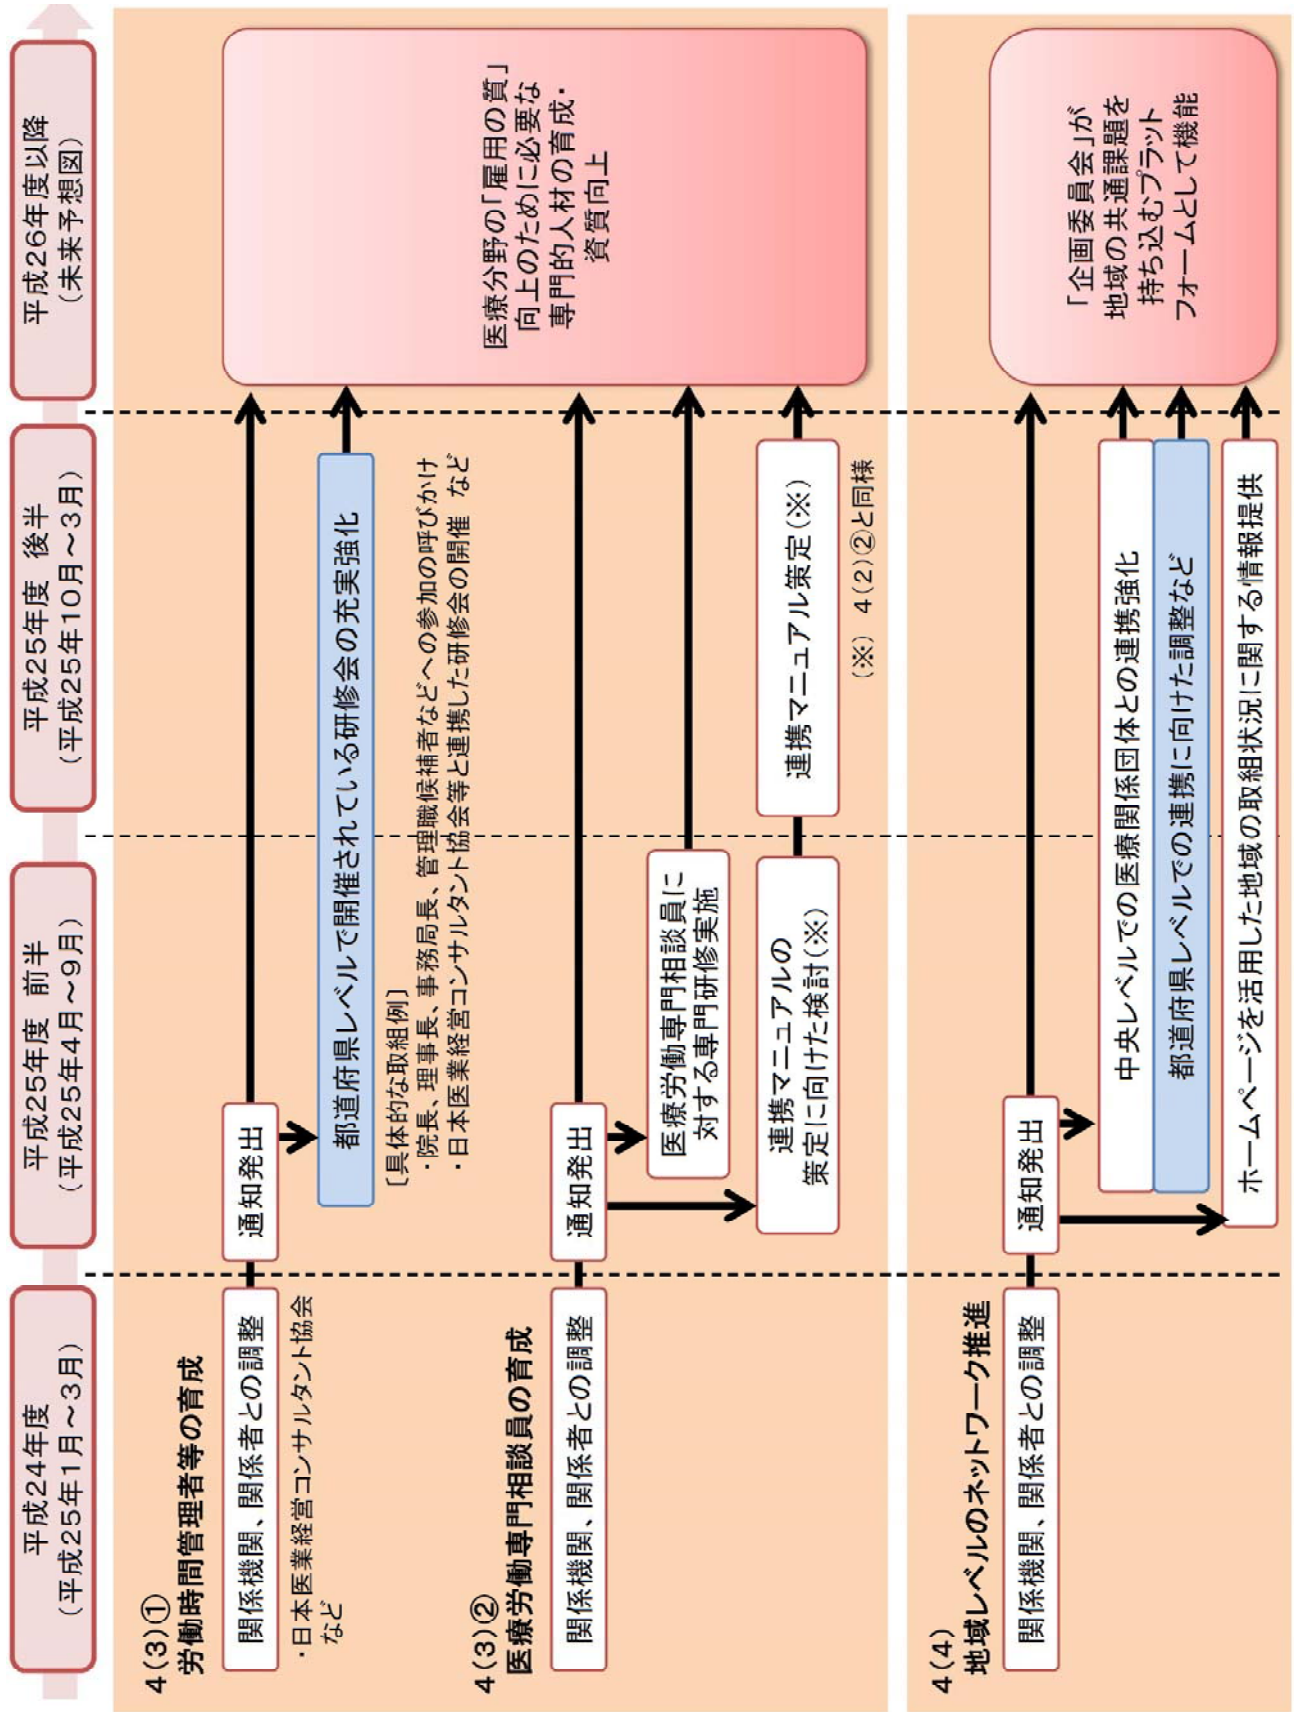 平成24年度
(平成25年1月～3月)
平成25年度 前半
(平成25年4月～9月)
平成25年度 後半
(平成25年10月～3月)
平成26年度以降
(未来予想図)
4(3)①
労働時間管理者等の育成
関係機関、関係者との調整
・日本医業経営コンサルタント協会
など
通知発出
都道府県レベルで開催されている研修会の充実強化
〔具体的な取組例〕
・院長、理事長、事務局長、管理職候補者などへの参加の呼びかけ
・日本医業経営コンサルタント協会等と連携した研修会の開催 など
4(3)②
医療労働専門相談員の育成
関係機関、関係者との調整
通知発出
医療労働専門相談員に
対する専門研修実施
連携マニュアルの
策定に向けた検討(※)
連携マニュアル策定(※)
(※) 4(2)②と同様
医療分野の「雇用の質」
向上のために必要な
専門的人材の育成・
資質向上
4(4)
地域レベルのネットワーク推進
関係機関、関係者との調整
通知発出
中央レベルでの医療関係団体との連携強化
都道府県レベルでの連携に向けた調整など
ホームページを活用した地域の取組状況に関する情報提供
「企画委員会」が
地域の共通課題を
持ち込むプラット
フォームとして機能